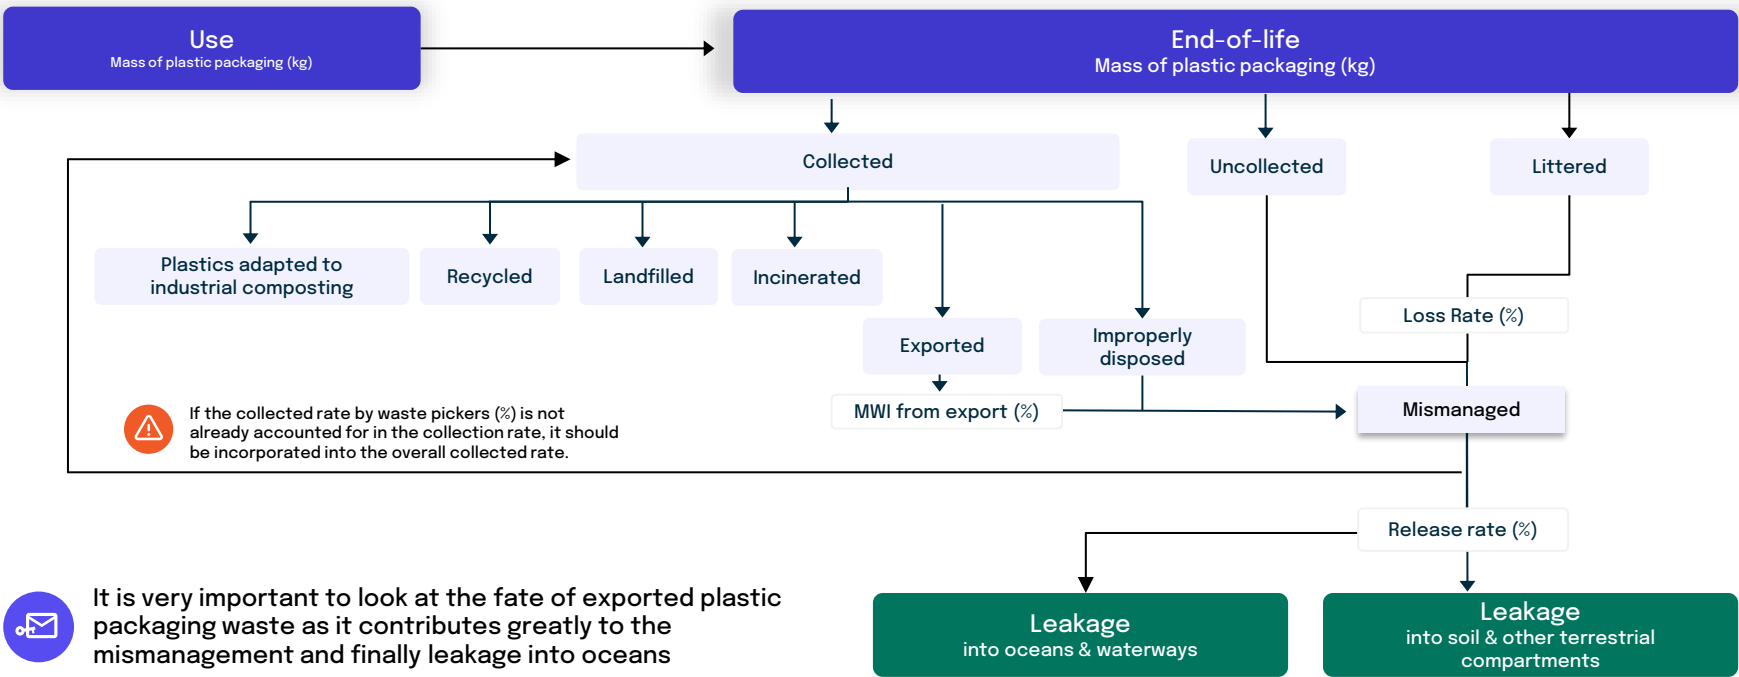 Use
Mass of plastic packaging (kg)
End-of-life
Mass of plastic packaging (kg)
Collected
Uncollected
Littered
Plastics adapted to
industrial composting
Recycled
Landfilled
Incinerated
Loss Rate (%)
Exported
Improperly
disposed
MWI from export (%)
Mismanaged
If the collected rate by waste pickers (%) is not
already accounted for in the collection rate, it should
be incorporated into the overall collected rate.
Release rate (%)
It is very important to look at the fate of exported plastic
packaging waste as it contributes greatly to the
mismanagement and finally leakage into oceans
Leakage
into oceans & waterways
Leakage
into soil & other terrestrial
compartments